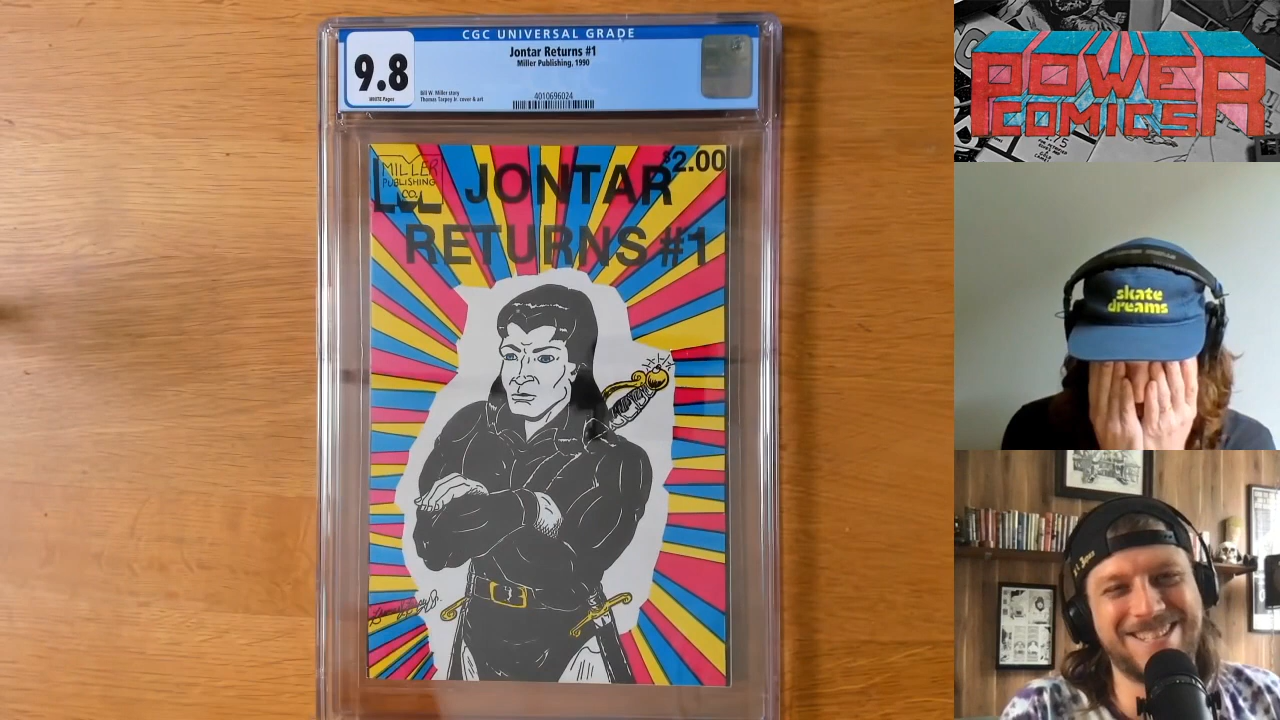 CGC UNIVERSAL GRADE
9.8
WHITE Pages
Jontar Returns #1
Miller Publishing, 1990
Bill W. Miller story
Thomas Tarpey Jr. cover & art
4010696024
MILLER
PUBLISHING
CO.
JONTAR
$2.00
RETURNS #1
POWER
COMICS
skate
dreams